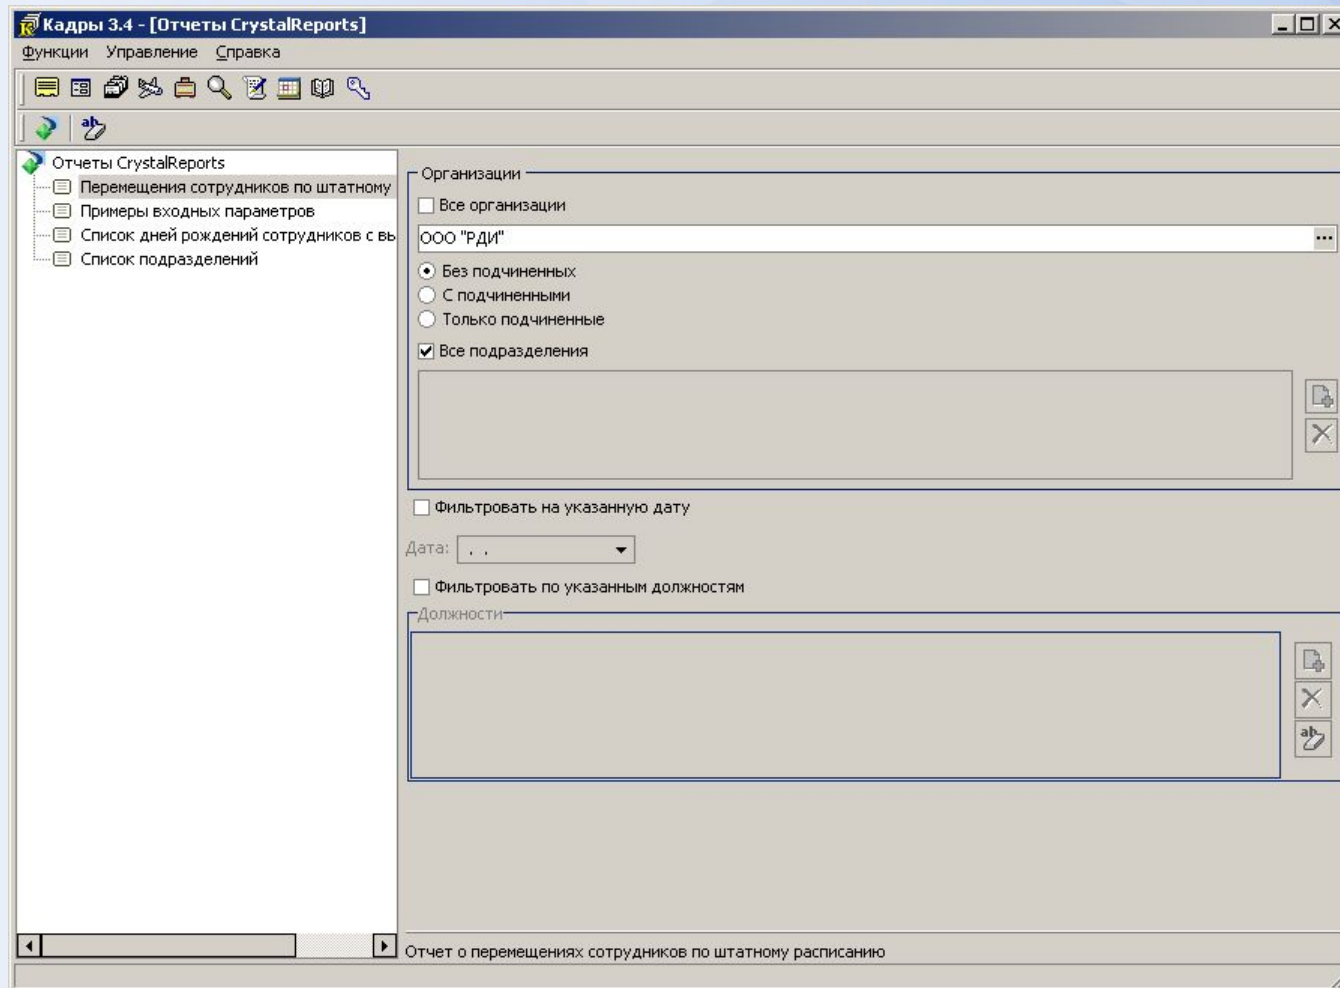 Кадры 3.4 - [Отчеты CrystalReports]
Функции Управление Справка
Отчеты CrystalReports
Перемещения сотрудников по штатному
Примеры входных параметров
Список дней рождений сотрудников с вы
Список подразделений
Организации
Все организации
ООО "РДИ"
Без подчиненных
С подчиненными
Только подчиненные
Все подразделения
Фильтровать на указанную дату
Дата: . .
Фильтровать по указанным должностям
Должности
ab
Отчет о перемещениях сотрудников по штатному расписанию